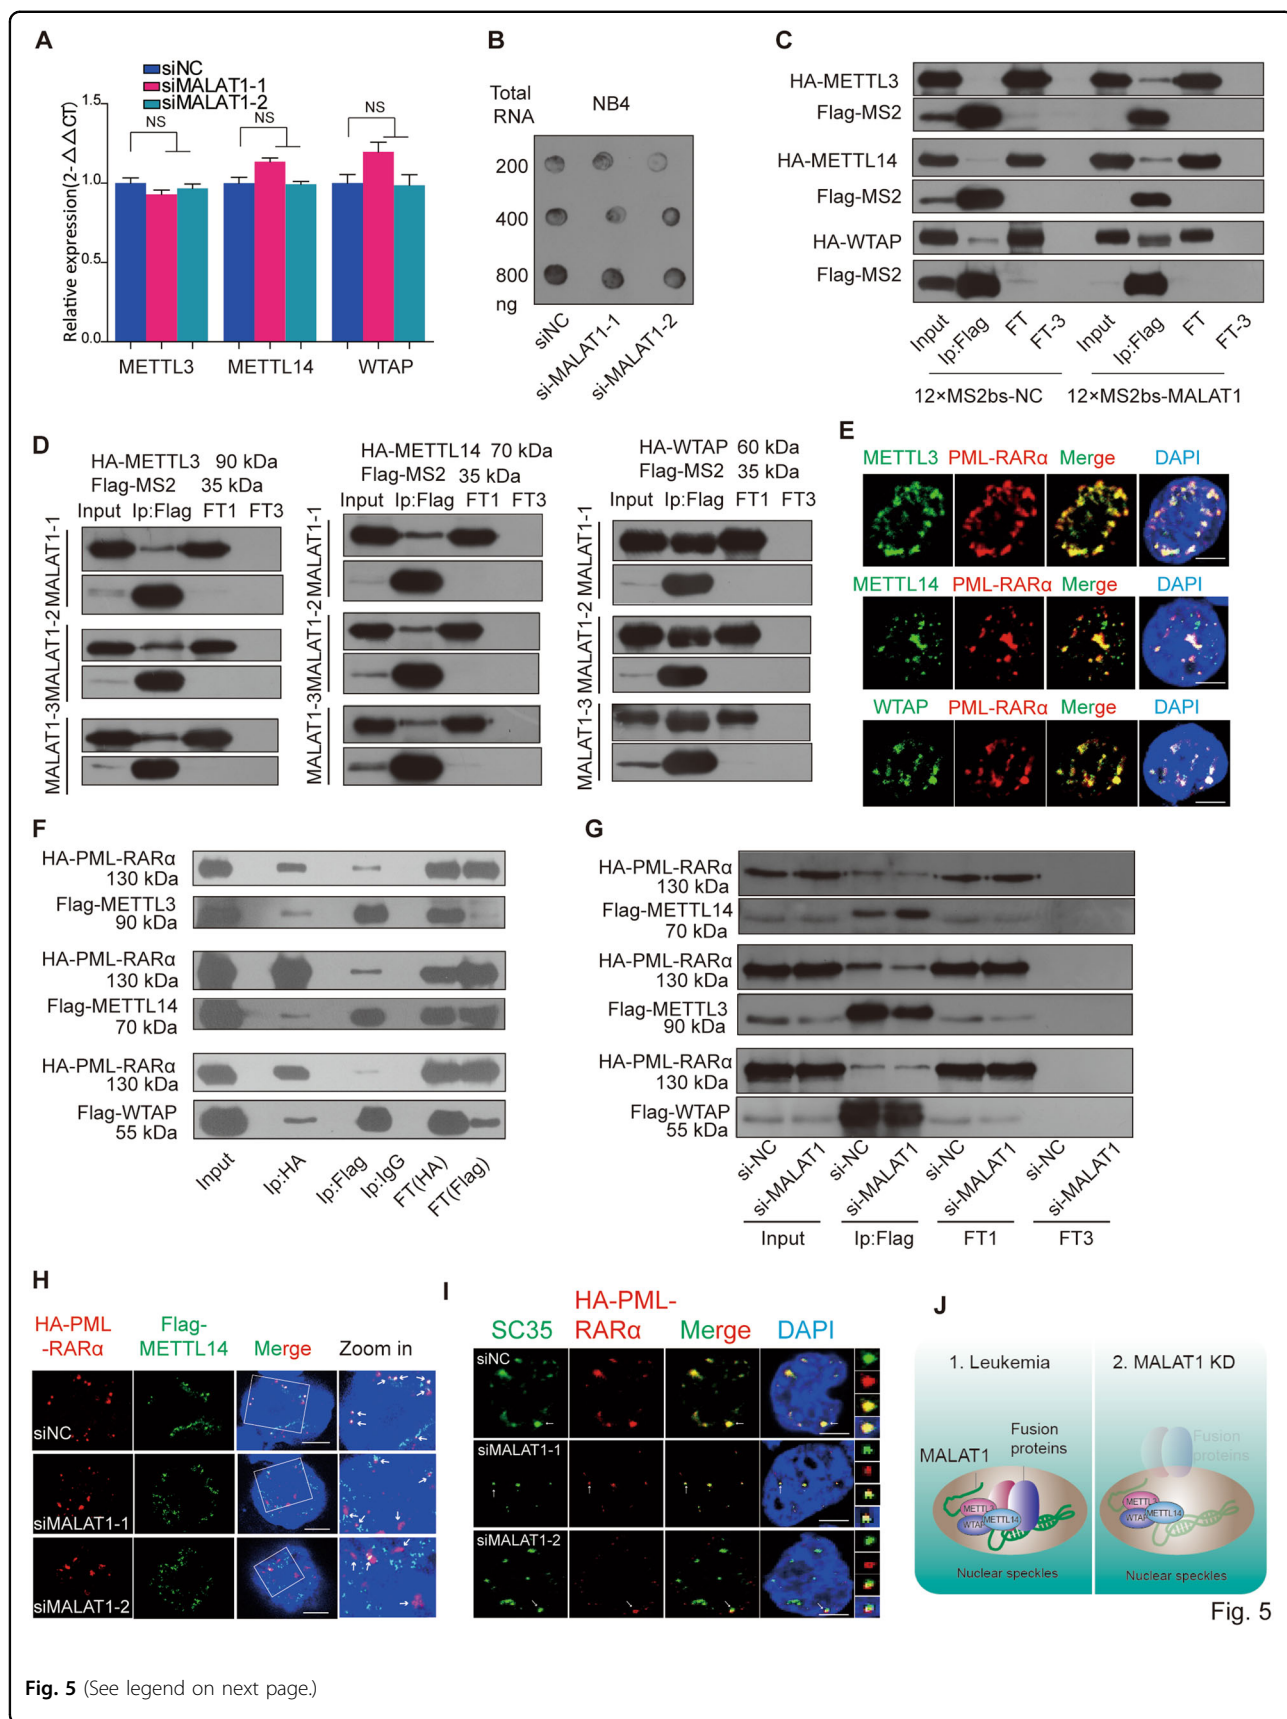 A
siNC
siMALAT1-1
siMALAT1-2
Relative expression(2-△△CT)
1.5
1.0
0.5
0.0
NS
NS
NS
METTL3
METTL14
WTAP
B
Total
RNA
NB4
200
400
800
ng
siNC
si-MALAT1-1
si-MALAT1-2
C
HA-METTL3
Flag-MS2
HA-METTL14
Flag-MS2
HA-WTAP
Flag-MS2
Input
Ip:Flag
FT
FT-3
Input
Ip:Flag
FT
FT-3
12×MS2bs-NC
12×MS2bs-MALAT1
D
HA-METTL3 90 kDa
Flag-MS2 35 kDa
Input Ip:Flag FT1 FT3
MALAT1-1
MALAT1-2
MALAT1-3
HA-METTL14 70 kDa
Flag-MS2 35 kDa
Input Ip:Flag FT1 FT3
MALAT1-1
MALAT1-2
MALAT1-3
HA-WTAP 60 kDa
Flag-MS2 35 kDa
Input Ip:Flag FT1 FT3
MALAT1-1
MALAT1-2
MALAT1-3
E
METTL3 PML-RARα Merge DAPI
METTL14 PML-RARα Merge DAPI
WTAP PML-RARα Merge DAPI
F
HA-PML-RARα
130 kDa
Flag-METTL3
90 kDa
HA-PML-RARα
130 kDa
Flag-METTL14
70 kDa
HA-PML-RARα
130 kDa
Flag-WTAP
55 kDa
Input
Ip:HA
Ip:Flag
Ip:IgG
FT(HA)
FT(Flag)
G
HA-PML-RARα
130 kDa
Flag-METTL14
70 kDa
HA-PML-RARα
130 kDa
Flag-METTL3
90 kDa
HA-PML-RARα
130 kDa
Flag-WTAP
55 kDa
si-NC
si-MALAT1
si-NC
si-MALAT1
si-NC
si-MALAT1
si-NC
si-MALAT1
Input
Ip:Flag
FT1
FT3
H
HA-PML
-RARα
Flag-
METTL14
Merge
Zoom in
siNC
siMALAT1-1
siMALAT1-2
I
SC35
HA-PML-
RARα
Merge
DAPI
siNC
siMALAT1-1
siMALAT1-2
J
1. Leukemia
2. MALAT1 KD
MALAT1
Fusion
proteins
METTL3
WTAP
METTL14
Nuclear speckles
Fusion
proteins
METTL3
WTAP
METTL14
Nuclear speckles
Fig. 5
Fig. 5 (See legend on next page.)